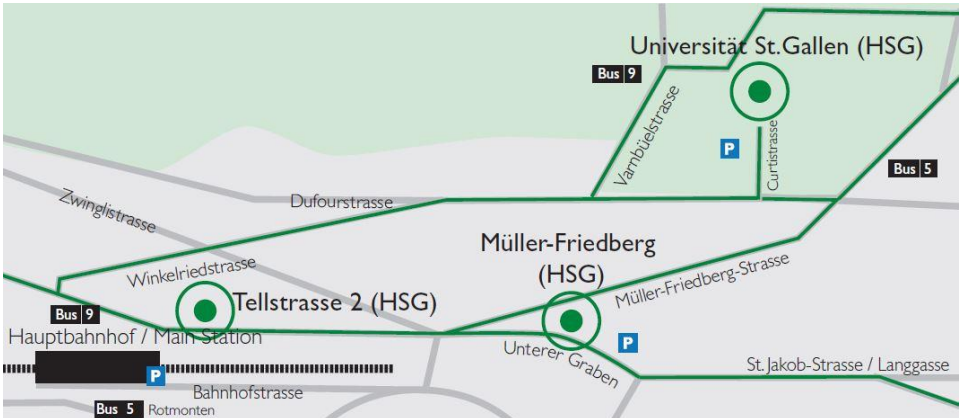 Universität St.Gallen (HSG)
Bus 9
Varnbüelstrasse
P
Curtistrasse
Bus 5
Zwinglistrasse
Dufourstrasse
Müller-Friedberg
(HSG)
Winkelriedstrasse
Müller-Friedberg-Strasse
Tellstrasse 2 (HSG)
Bus 9
Hauptbahnhof / Main Station
Unterer Graben
P
St. Jakob-Strasse / Langgasse
P
Bahnhofstrasse
Bus 5 Rotmonten